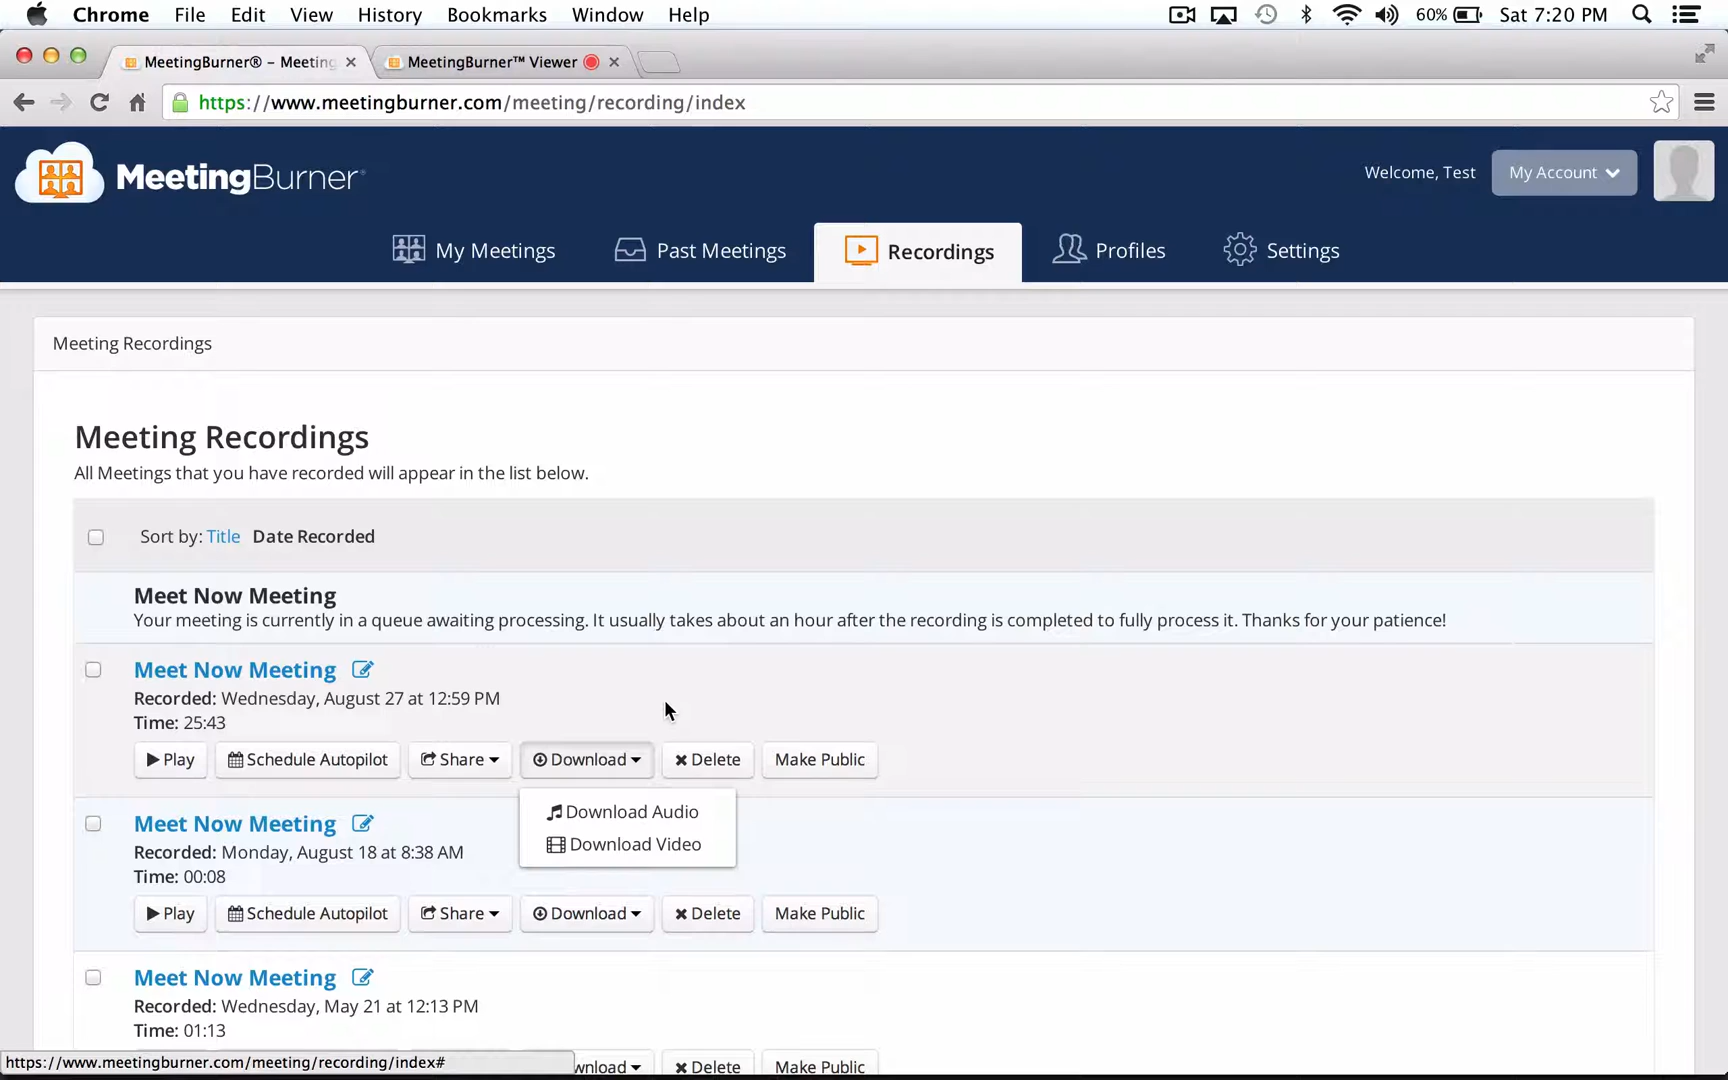 Chrome File Edit View History Bookmarks Window Help 60% Sat 7:20 PM
MeetingBurner® – Meeting MeetingBurner™ Viewer
https://www.meetingburner.com/meeting/recording/index
MeetingBurner Welcome, Test My Account
My Meetings Past Meetings Recordings Profiles Settings
Meeting Recordings
Meeting Recordings
All Meetings that you have recorded will appear in the list below.
Sort by: Title Date Recorded
Meet Now Meeting
Your meeting is currently in a queue awaiting processing. It usually takes about an hour after the recording is completed to fully process it. Thanks for your patience!
Meet Now Meeting
Recorded: Wednesday, August 27 at 12:59 PM
Time: 25:43
Play Schedule Autopilot Share Download Delete Make Public
Download Audio
Download Video
Meet Now Meeting
Recorded: Monday, August 18 at 8:38 AM
Time: 00:08
Play Schedule Autopilot Share Download Delete Make Public
Meet Now Meeting
Recorded: Wednesday, May 21 at 12:13 PM
Time: 01:13
https://www.meetingburner.com/meeting/recording/index# wnload Delete Make Public